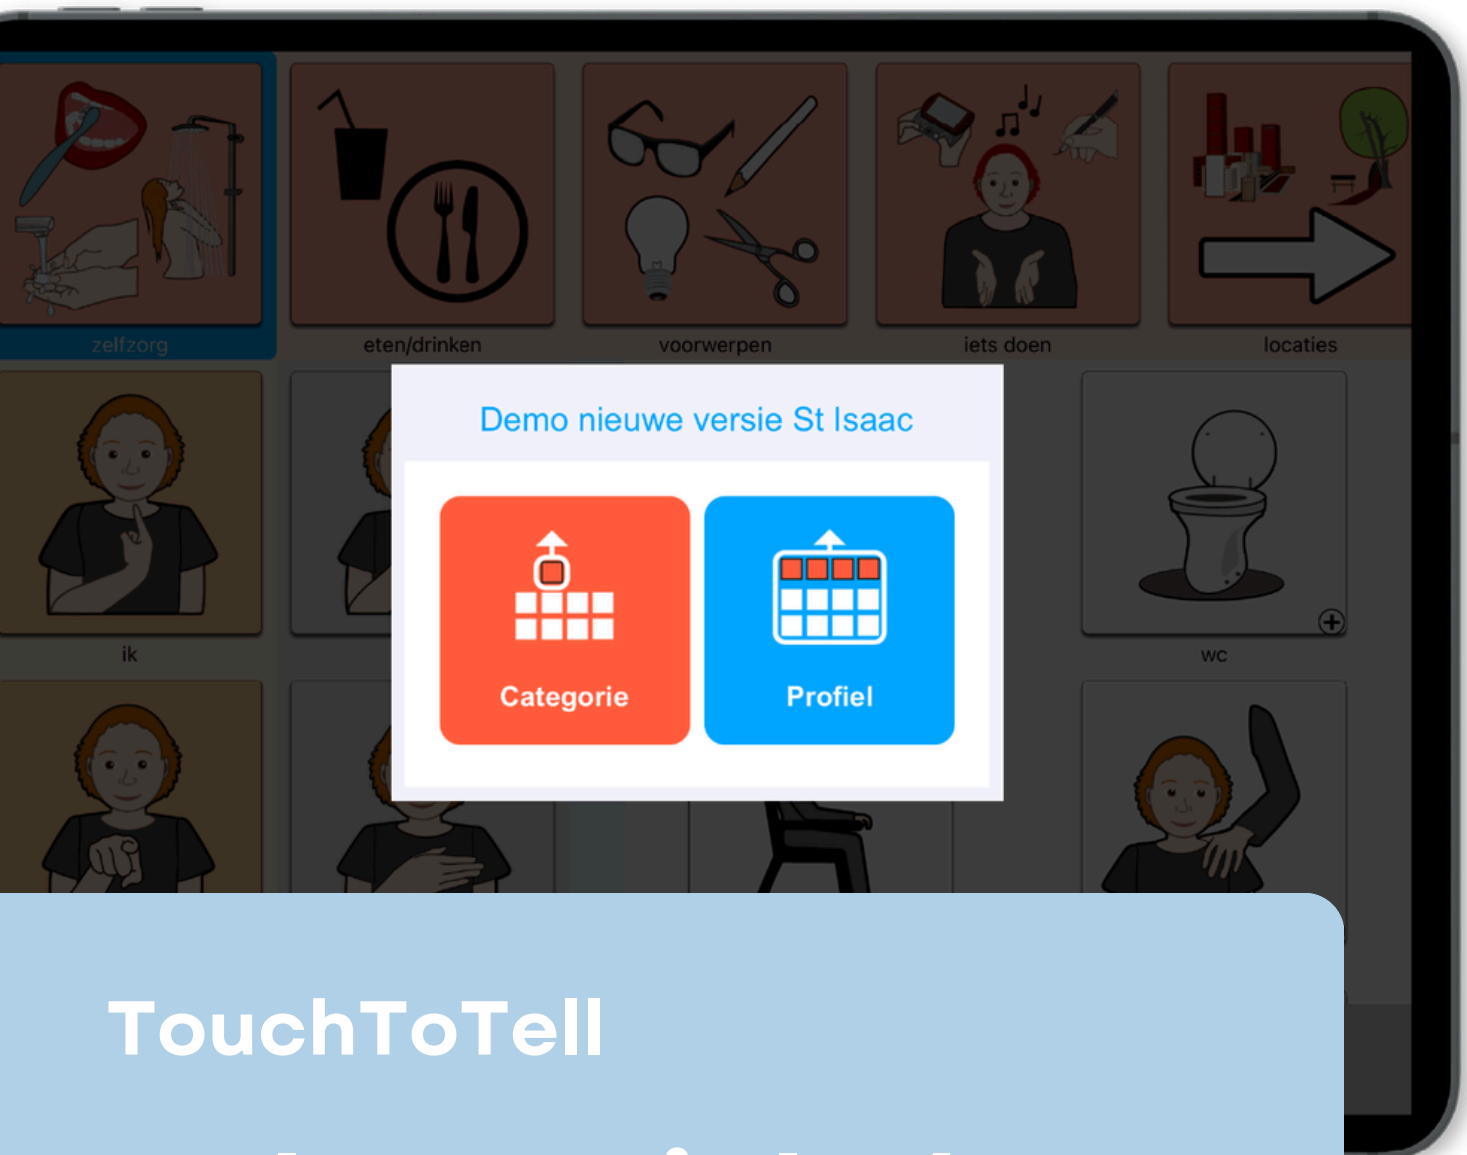 zelfzorg
eten/drinken
voorwerpen
iets doen
locaties
Demo nieuwe versie St Isaac
Categorie
Profiel
ik
wc
TouchToTell